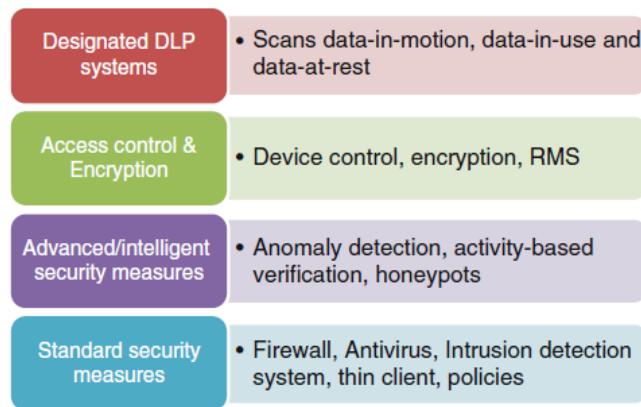 Designated DLP
systems
• Scans data-in-motion, data-in-use and
data-at-rest
Access control &
Encryption
• Device control, encryption, RMS
Advanced/intelligent
security measures
• Anomaly detection, activity-based
verification, honeypots
Standard security
measures
• Firewall, Antivirus, Intrusion detection
system, thin client, policies